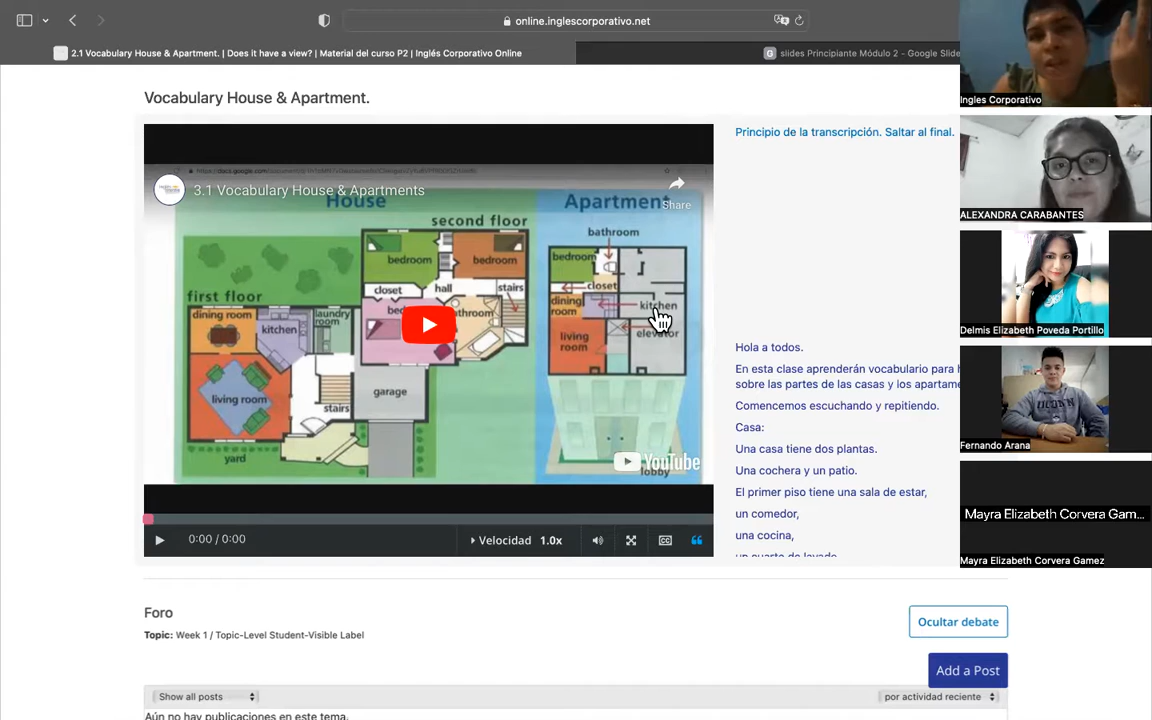 online.inglescorporativo.net
2.1 Vocabulary House & Apartment. | Does it have a view? | Material del curso P2 | Inglés Corporativo Online
G slides Principiante Módulo 2 - Google Slide
Ingles Corporativo
Vocabulary House & Apartment.
Principio de la transcripción. Saltar al final.
3.1 Vocabulary House & Apartments
Share
House
Apartment
second floor
bathroom
bedroom
bedroom
bedroom
closet
hall
stairs
closet
first floor
dining room
kitchen
laundry room
dining room
kitchen
elevator
living room
living room
garage
stairs
yard
YouTube
lobby
ALEXANDRA CARABANTES
Delmis Elizabeth Poveda Portillo
UCONN
Fernando Arana
Mayra Elizabeth Corvera Gam...
Mayra Elizabeth Corvera Gamez
Hola a todos.
En esta clase aprenderán vocabulario para
sobre las partes de las casas y los apartame
Comencemos escuchando y repitiendo.
Casa:
Una casa tiene dos plantas.
Una cochera y un patio.
El primer piso tiene una sala de estar,
un comedor,
una cocina,
un cuarto de lavado
0:00 / 0:00
Velocidad 1.0x
CC
Foro
Topic: Week 1 / Topic-Level Student-Visible Label
Ocultar debate
Add a Post
Show all posts
por actividad reciente
Aún no hay publicaciones en este tema.